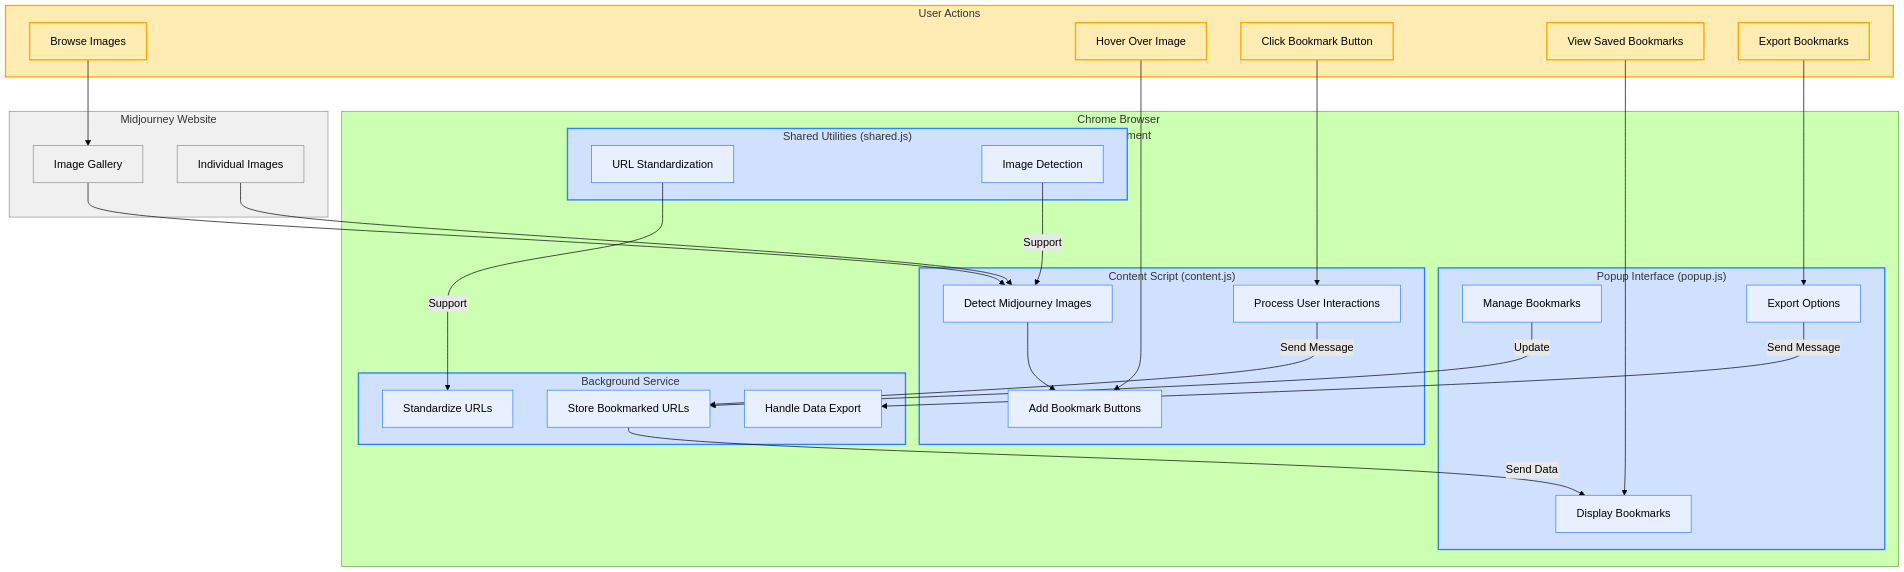 User Actions
Browse Images
Hover Over Image
Click Bookmark Button
View Saved Bookmarks
Export Bookmarks
Midjourney Website
Image Gallery
Individual Images
Chrome Browser
ment
Shared Utilities (shared.js)
URL Standardization
Image Detection
Support
Support
Content Script (content.js)
Detect Midjourney Images
Process User Interactions
Send Message
Add Bookmark Buttons
Popup Interface (popup.js)
Manage Bookmarks
Export Options
Update
Send Message
Background Service
Standardize URLs
Store Bookmarked URLs
Handle Data Export
Send Data
Display Bookmarks